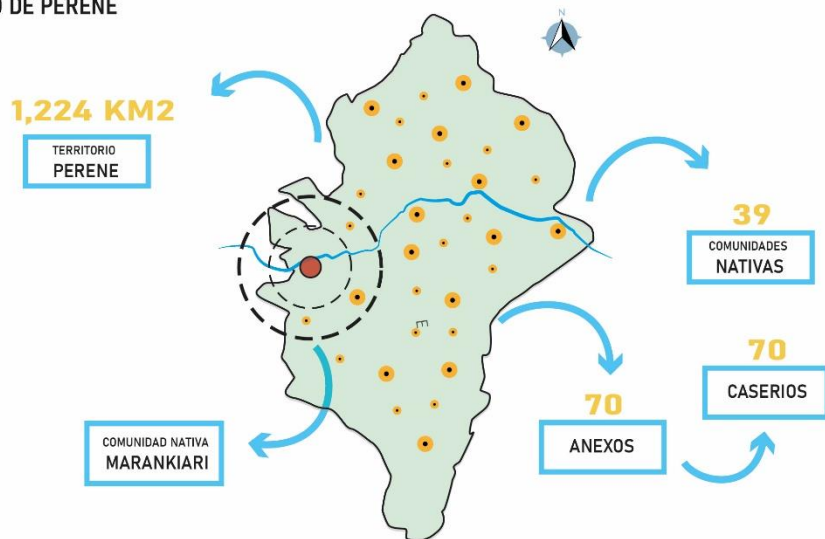 DE PERENE
N
1,224 KM2
TERRITORIO
PERENE
39
COMUNIDADES
NATIVAS
E
70
CASERIOS
70
ANEXOS
COMUNIDAD NATIVA
MARANKIARI